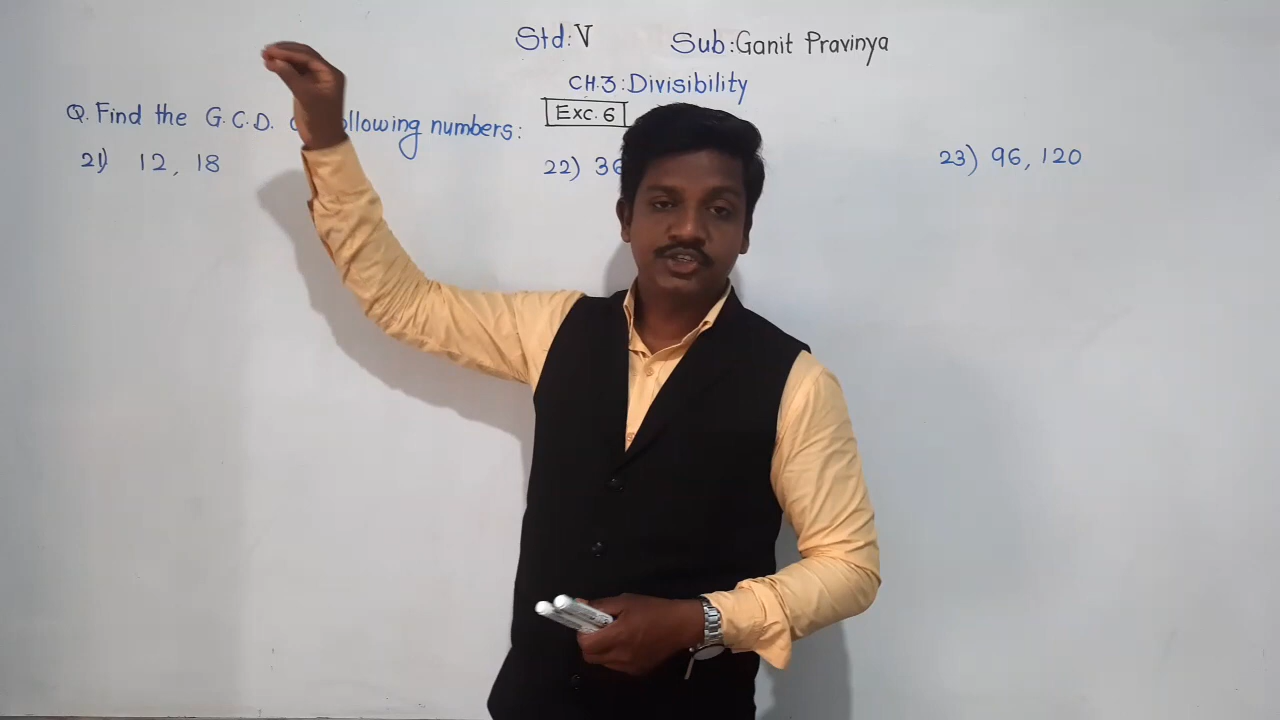 Std:V Sub:Ganit Pravinya
CH.3:Divisibility
Exc.6
Q. Find the G.C.D. following numbers:
21) 12, 18 22) 36 23) 96, 120